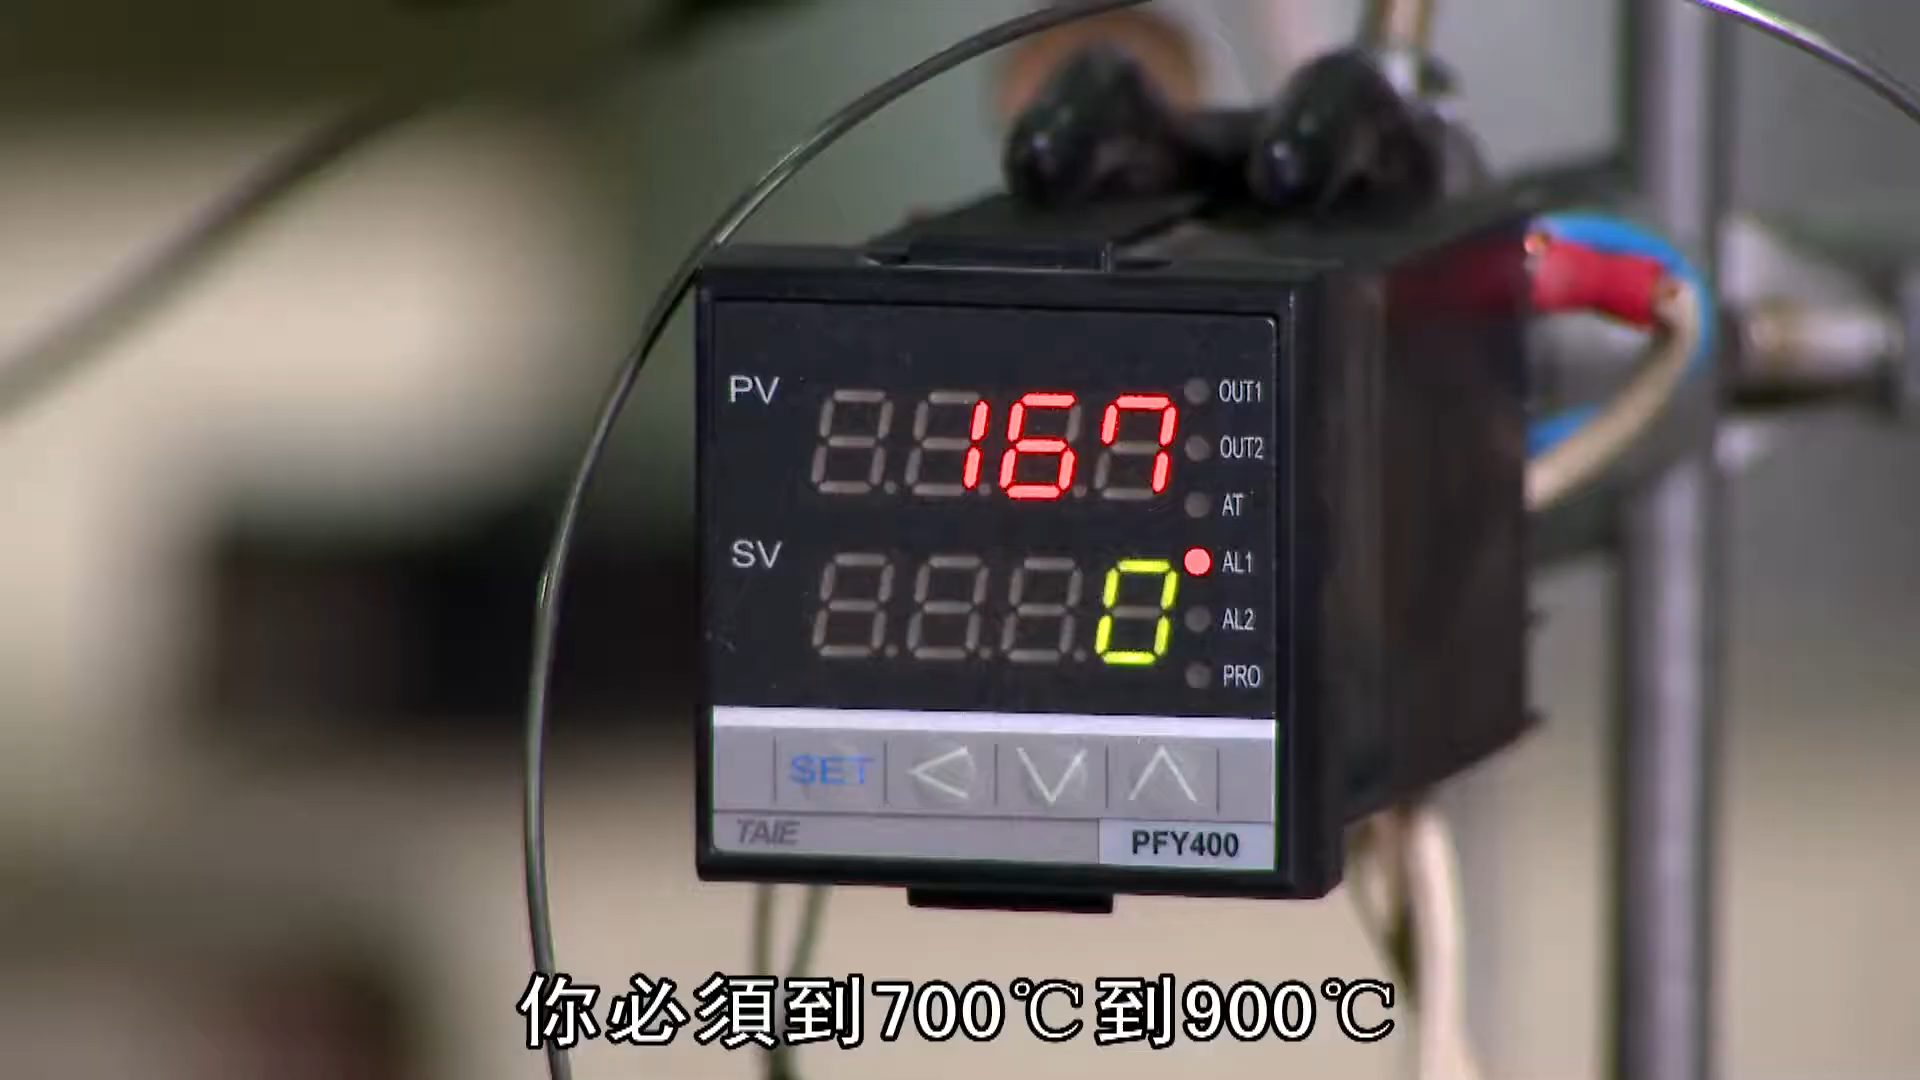 PV 167 OUT1
OUT2
AT
SV 0 AL1
AL2
PRO
SET
TAIE PFY400
你必須到700℃到900℃